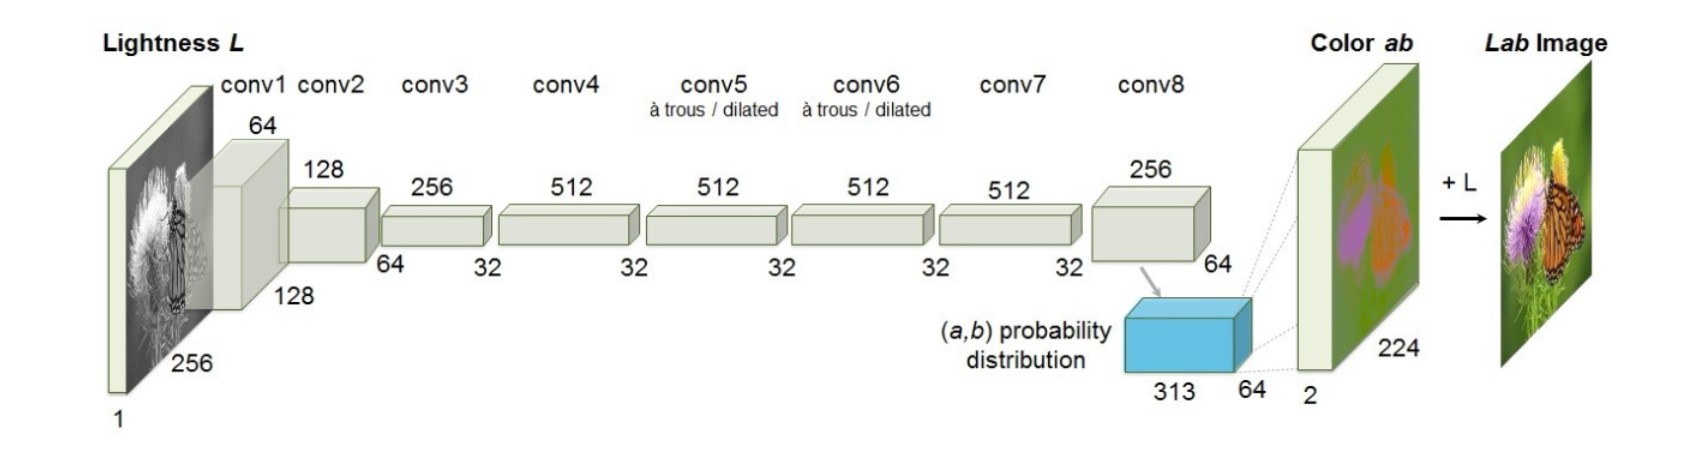 Lightness L
Color ab
Lab Image
conv1
conv2
conv3
conv4
conv5
à trous / dilated
conv6
à trous / dilated
conv7
conv8
64
128
256
512
512
512
512
256
+ L
64
32
32
32
32
32
64
128
256
1
(a,b) probability
distribution
313
64
2
224